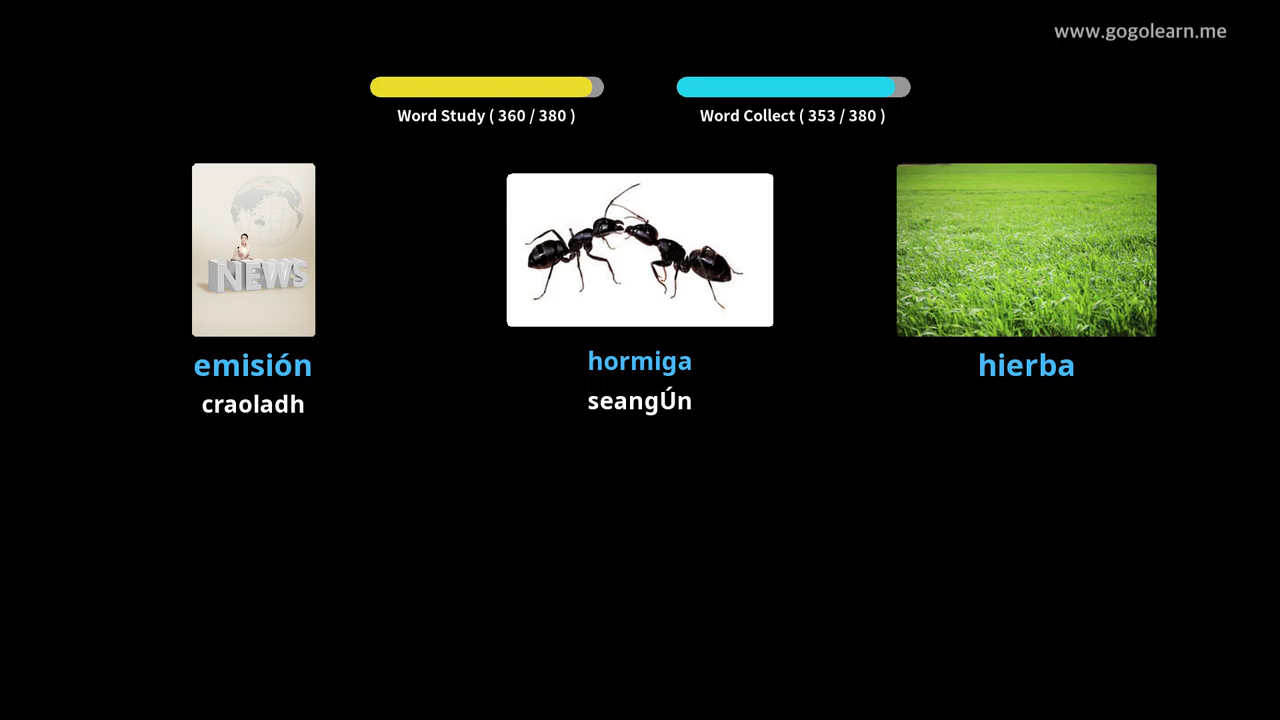 www.gogolearn.me
Word Study ( 360 / 380 )
Word Collect ( 353 / 380 )
NEWS
emisión
craoladh
hormiga
seangÚn
hierba